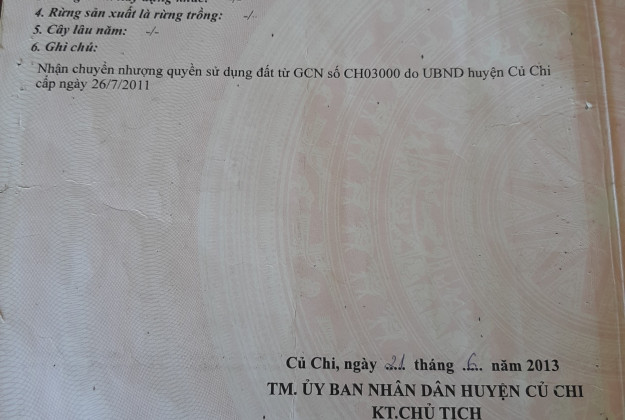 4. Rừng sản xuất là rừng trồng: -/-
5. Cây lâu năm: -/-
6. Ghi chú:
Nhận chuyển nhượng quyền sử dụng đất từ GCN số CH03000 do UBND huyện Củ Chi
cấp ngày 26/7/2011
Củ Chi, ngày 21 tháng 6 năm 2013
TM. ỦY BAN NHÂN DÂN HUYỆN CỦ CHI
KT.CHỦ TỊCH